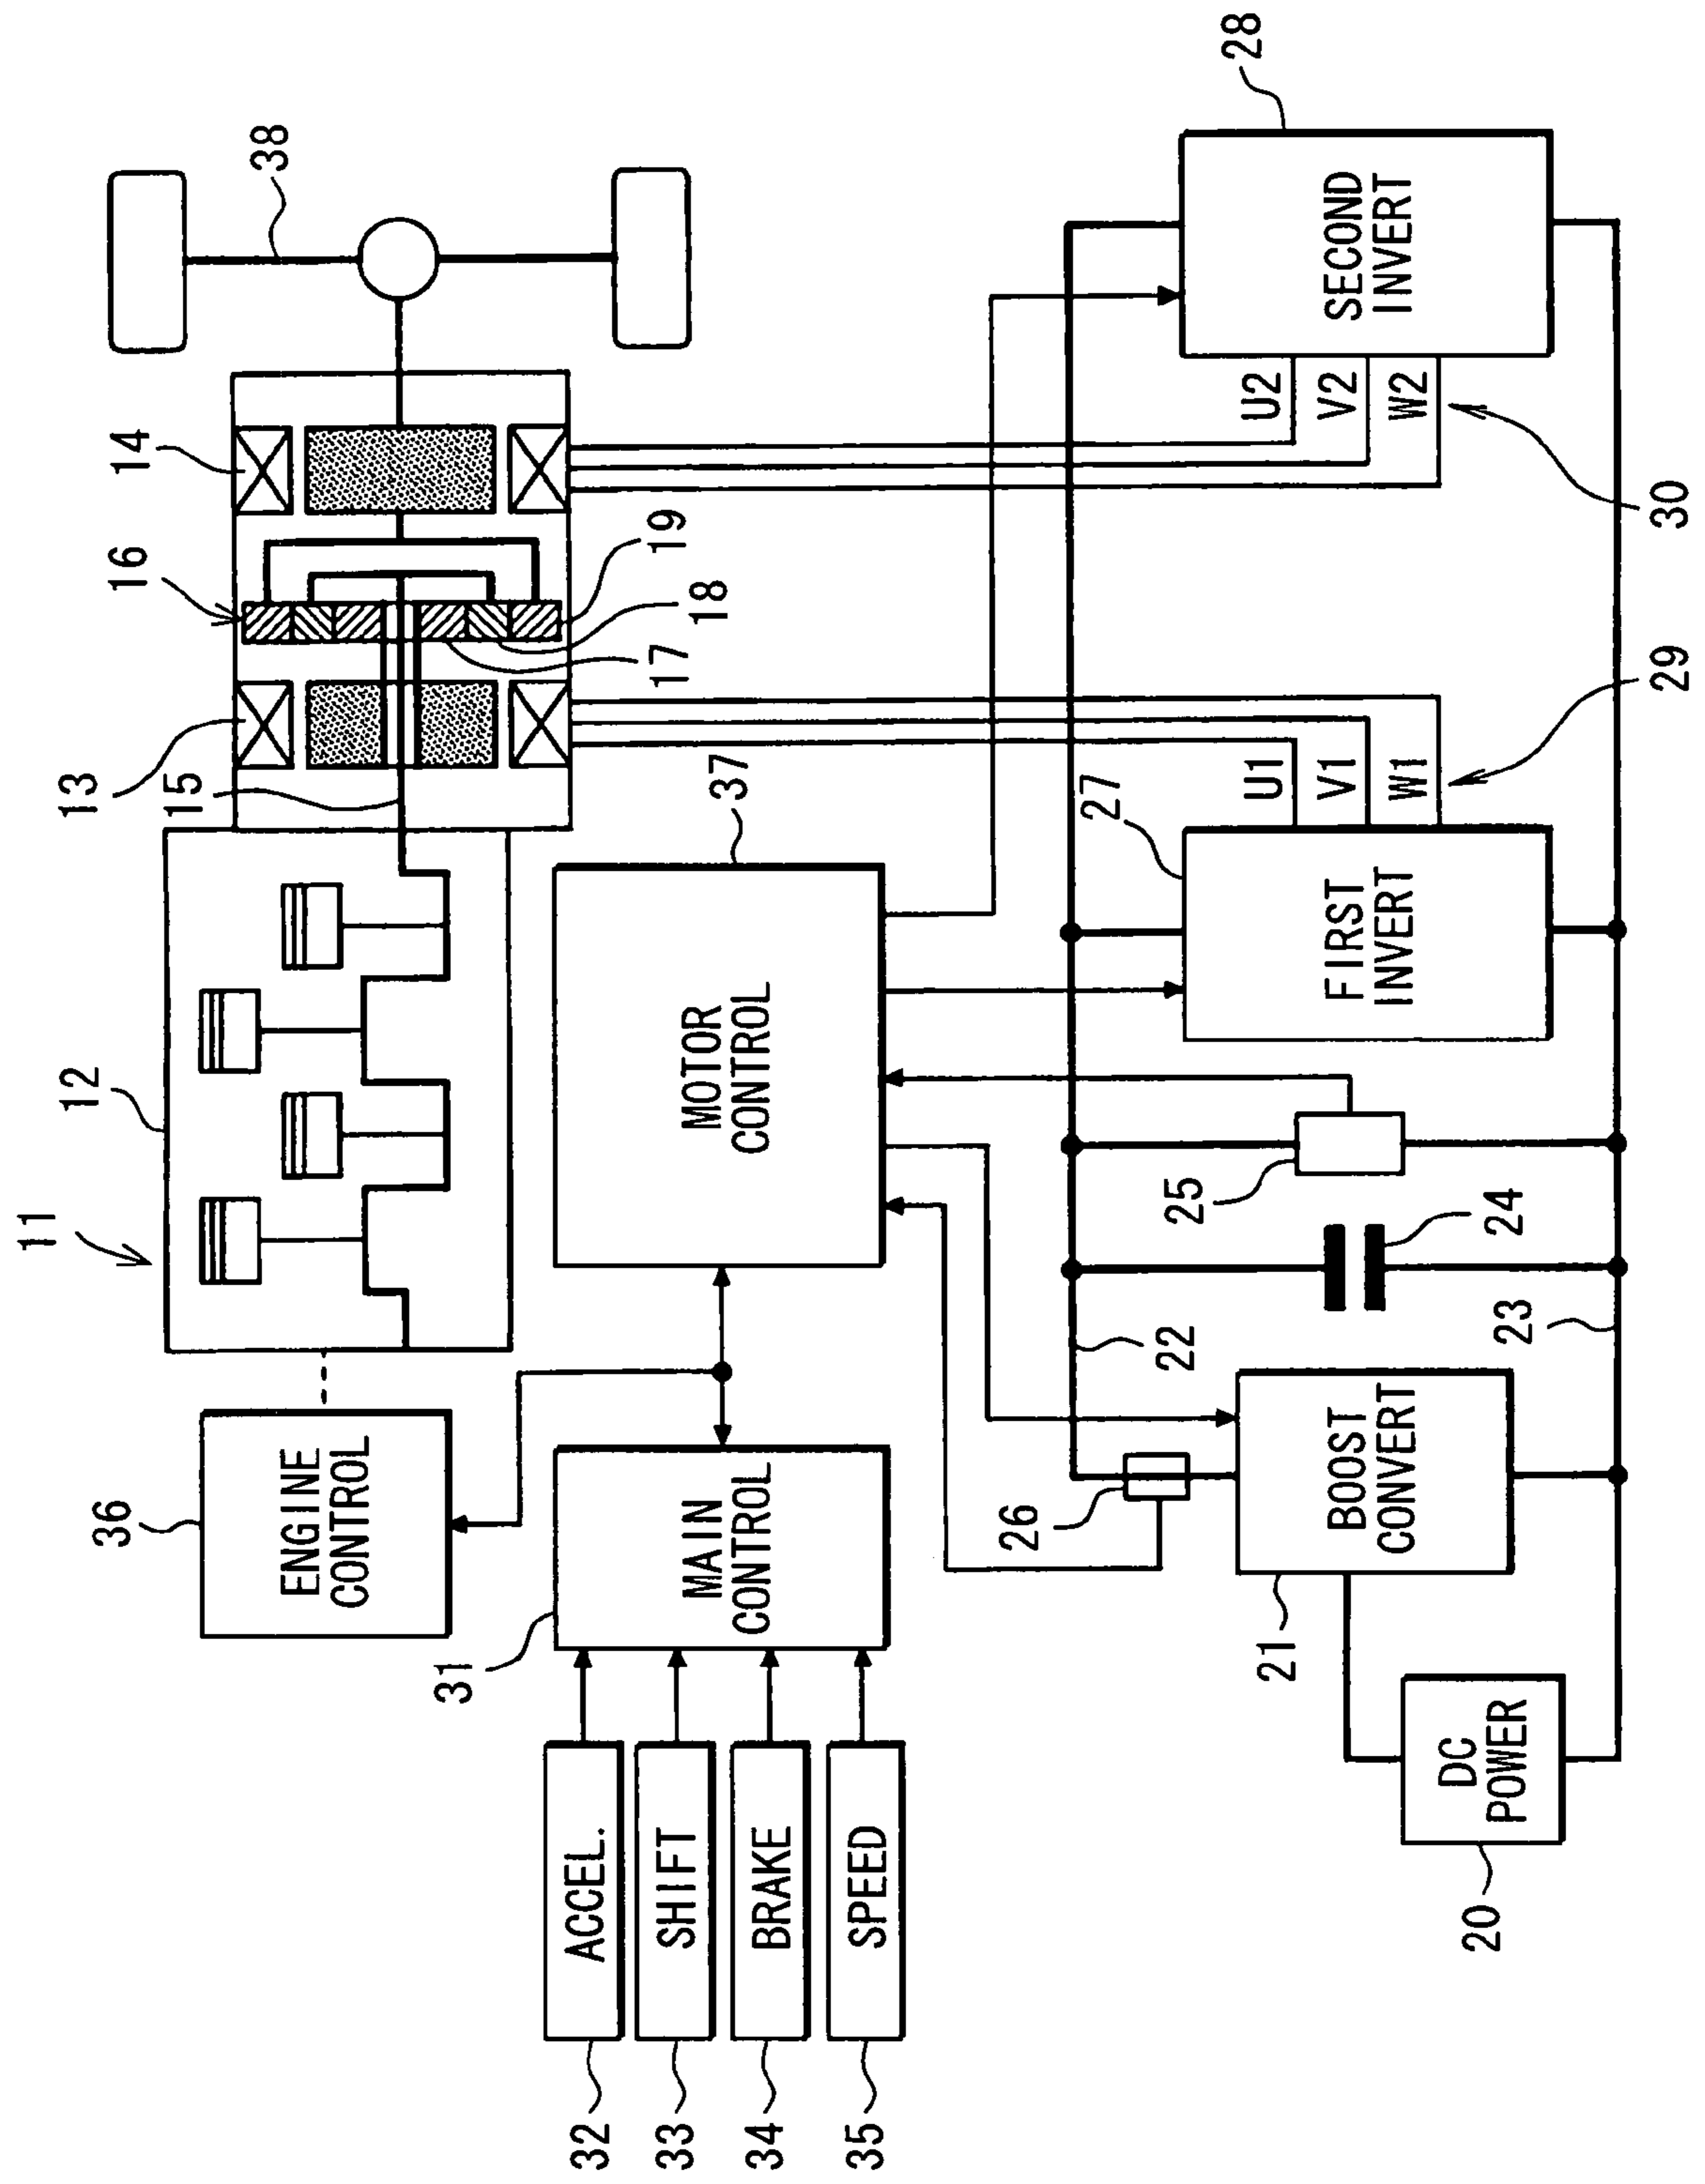 11
12
13
14
15
16
17
18
19
38
36
ENGINE
CONTROL
31
MAIN
CONTROL
37
MOTOR
CONTROL
32
ACCEL.
33
SHIFT
34
BRAKE
35
SPEED
26
22
25
24
23
27
FIRST
INVERT
U1
V1
W1
29
28
SECOND
INVERT
U2
V2
W2
30
21
BOOST
CONVERT
20
DC
POWER